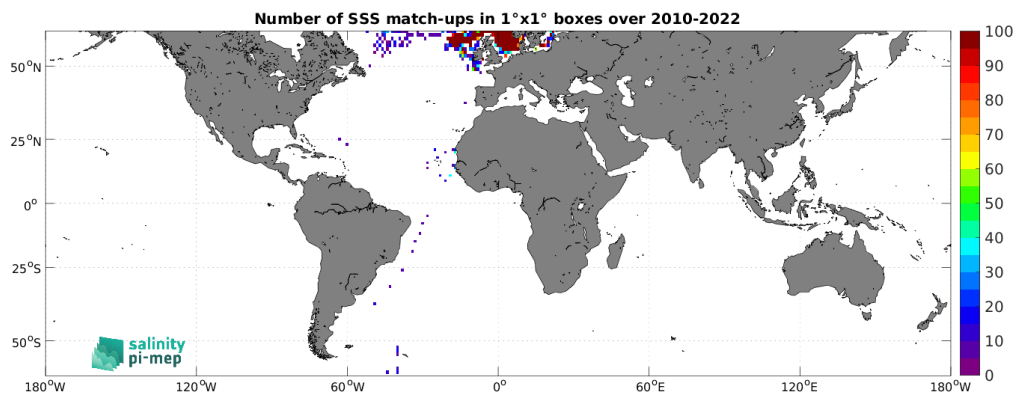 Number of SSS match-ups in 1°x1° boxes over 2010-2022
50°N
25°N
0°
25°S
50°S
180°W
120°W
60°W
0°
60°E
120°E
180°W
100
90
80
70
60
50
40
30
20
10
0
salinity
pi-mep